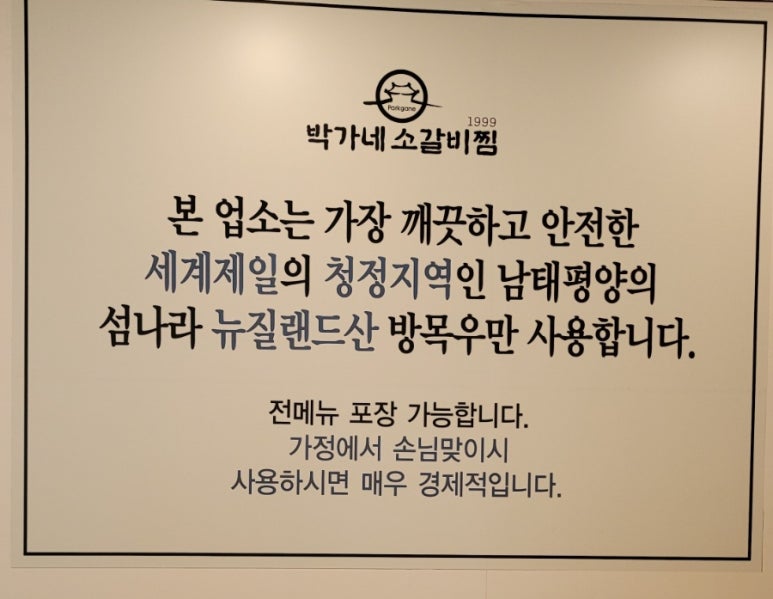 Parkgane
1999
박가네 소갈비찜
본 업소는 가장 깨끗하고 안전한
세계제일의 청정지역인 남태평양의
섬나라 뉴질랜드산 방목우만 사용합니다.
전메뉴 포장 가능합니다.
가정에서 손님맞이시
사용하시면 매우 경제적입니다.